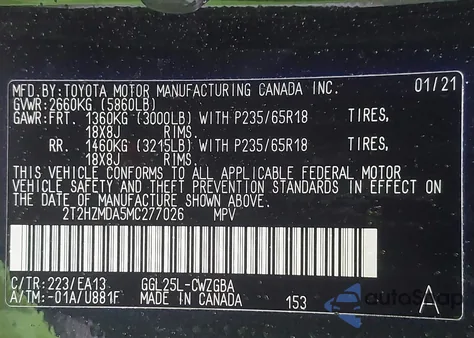 MFD.BY:TOYOTA MOTOR MANUFACTURING CANADA INC. 01/21
GVWR:2660KG (5860LB)
GAWR:FRT. 1360KG (3000LB) WITH P235/65R18 TIRES,
18X8J RIMS.
RR. 1460KG (3215LB) WITH P235/65R18 TIRES,
18X8J RIMS.
THIS VEHICLE CONFORMS TO ALL APPLICABLE FEDERAL MOTOR
VEHICLE SAFETY AND THEFT PREVENTION STANDARDS IN EFFECT ON
THE DATE OF MANUFACTURE SHOWN ABOVE.
2T2HZMDA5MC277026 MPV
C/TR:223/EA13 GGL25L-CWZGBA
A/TM:-01A/U881F MADE IN CANADA 153 A
autoSnap